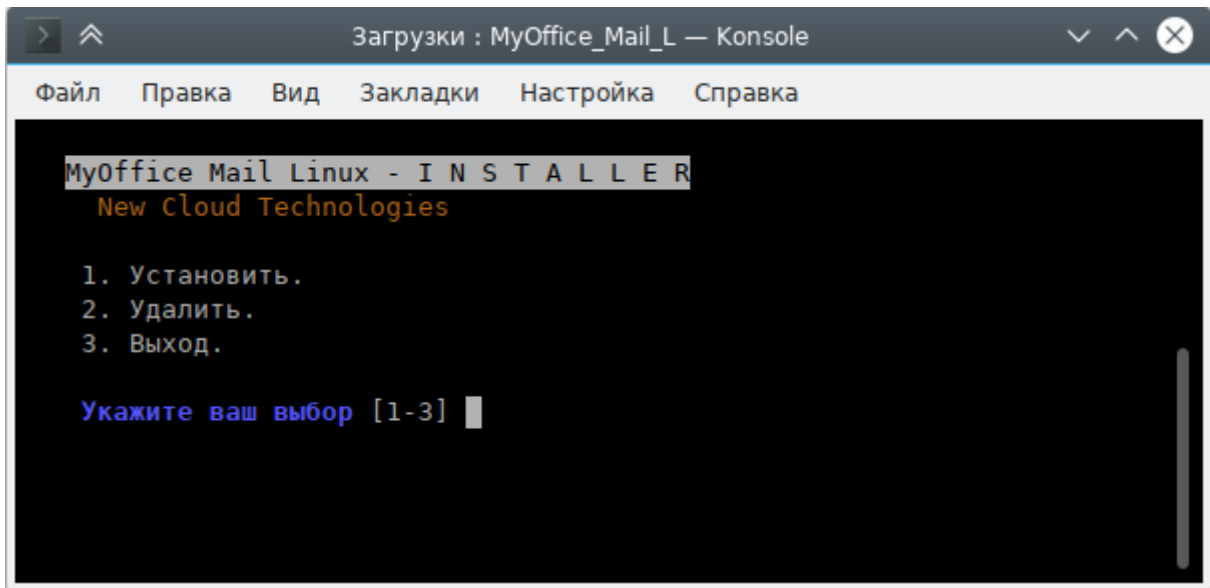 Загрузки : MyOffice_Mail_L — Konsole
Файл Правка Вид Закладки Настройка Справка
MyOffice Mail Linux - I N S T A L L E R
New Cloud Technologies
1. Установить.
2. Удалить.
3. Выход.
Укажите ваш выбор [1-3]